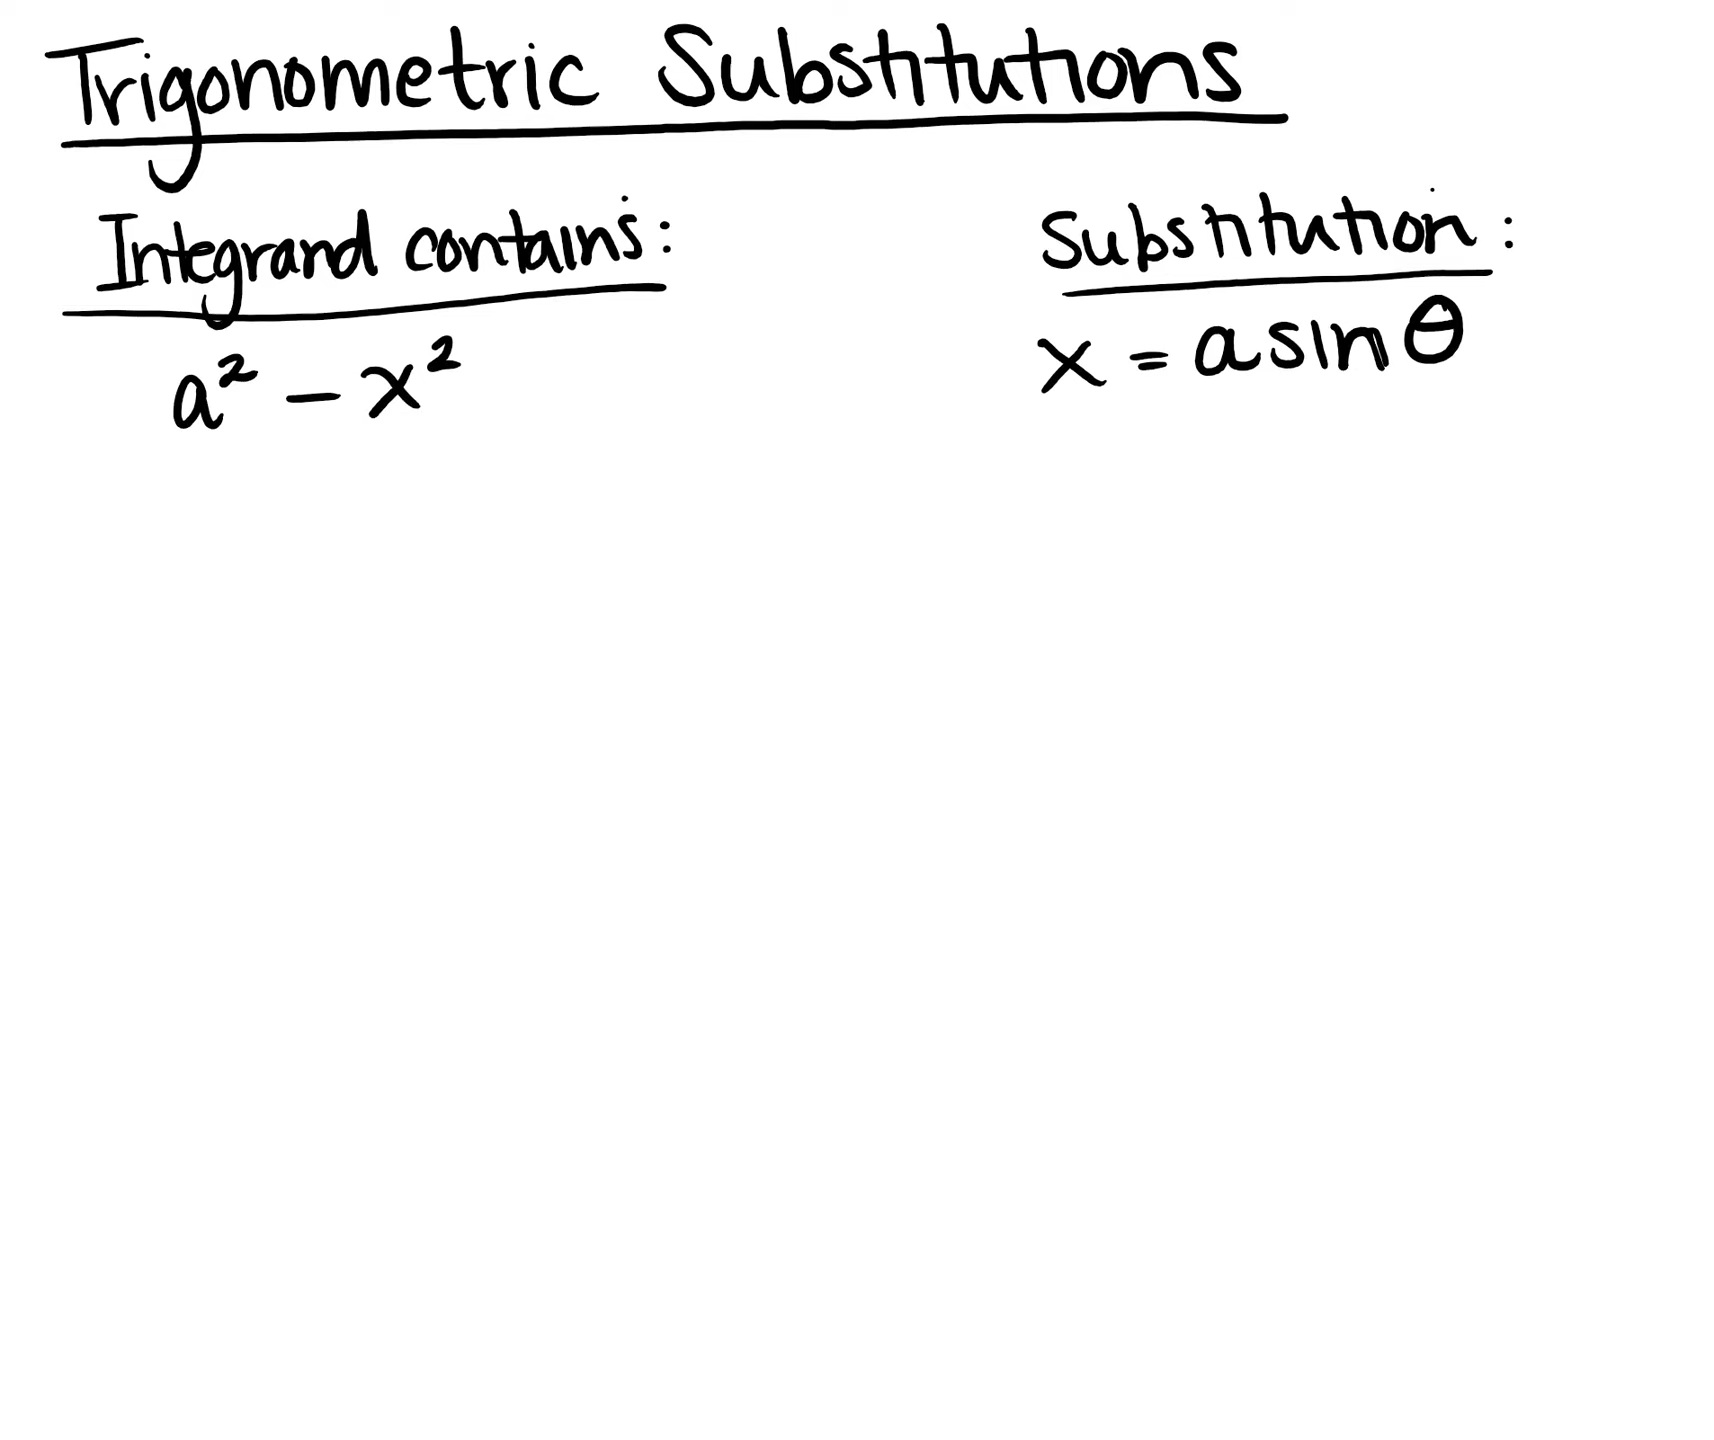 Trigonometric Substitutions
Integrand contains: Substitution:
a² − x² x = a sin θ